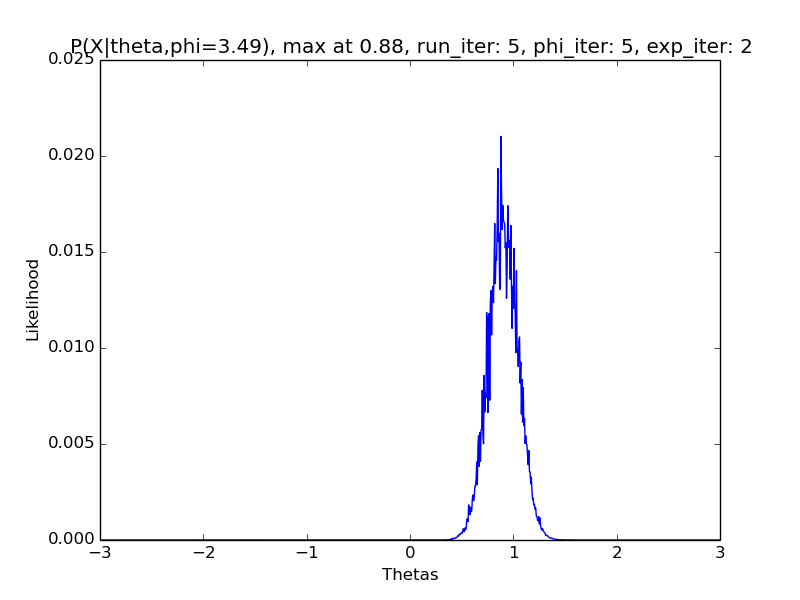 P(X|theta,phi=3.49), max at 0.88, run_iter: 5, phi_iter: 5, exp_iter: 2
0.025
0.020
0.015
0.010
0.005
0.000
Likelihood
−3 −2 −1 0 1 2 3
Thetas